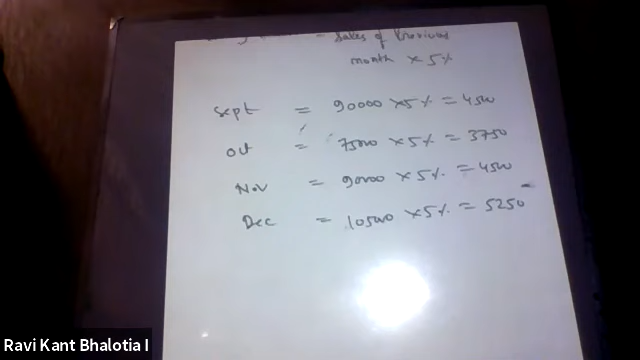 = Sales of Previous
month × 5%
Sept = 90000 × 5% = 4500
Oct = 75000 × 5% = 3750
Nov = 90000 × 5% = 4500
Dec = 105000 × 5% = 5250
Ravi Kant Bhalotia I